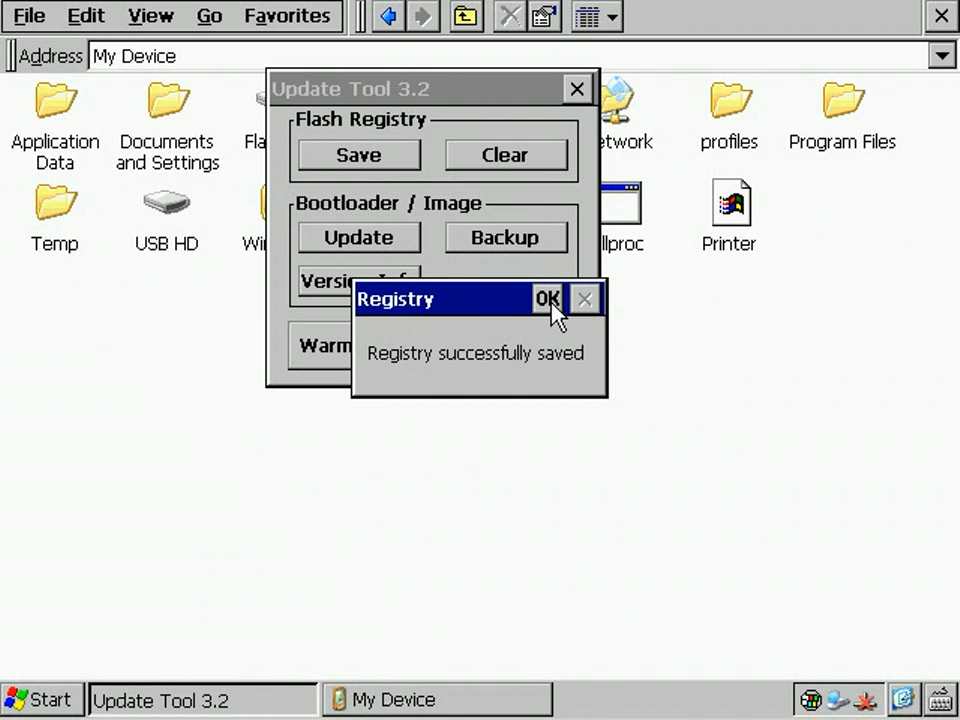 File Edit View Go Favorites
Address My Device
Update Tool 3.2
Flash Registry
Save Clear
Bootloader / Image
Update Backup
Registry OK
Registry successfully saved
Application
Data
Documents
and Settings
profiles
Program Files
Temp
USB HD
Printer
Start
Update Tool 3.2
My Device